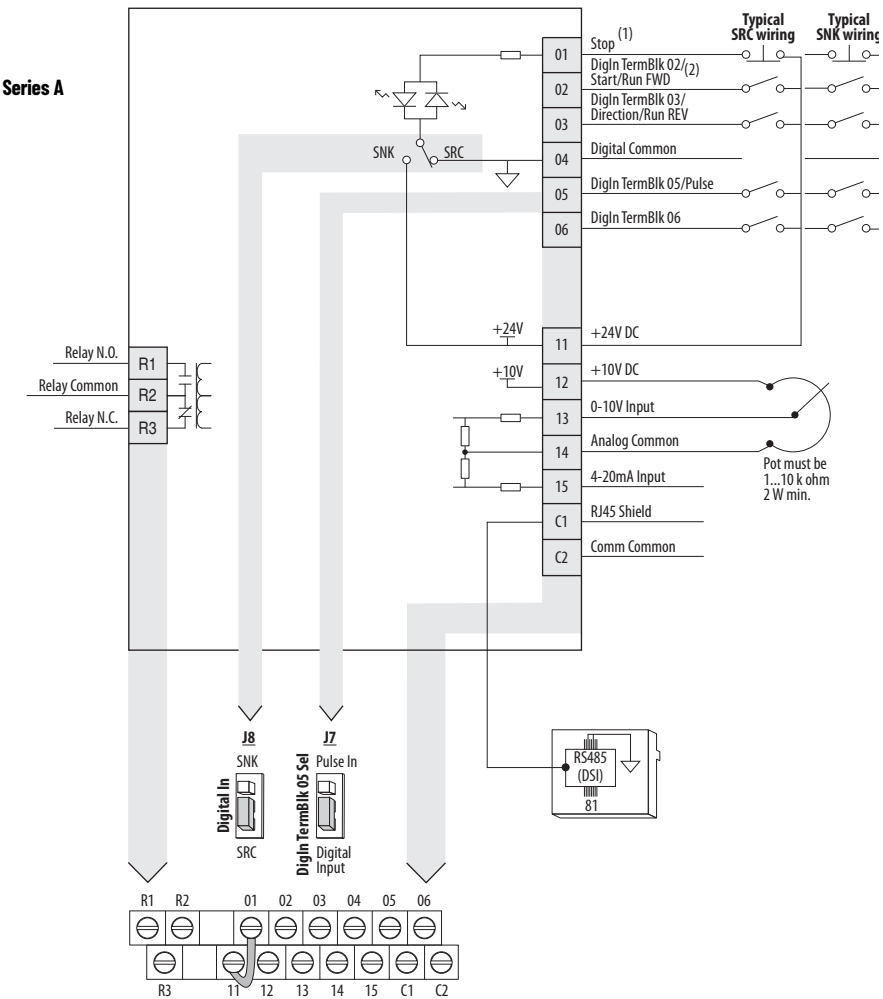 Series A
Typical
SRC wiring
Typical
SNK wiring
SNK
SRC
01
Stop (1)
02
DigIn TermBlk 02/(2)
Start/Run FWD
03
DigIn TermBlk 03/
Direction/Run REV
04
Digital Common
05
DigIn TermBlk 05/Pulse
06
DigIn TermBlk 06
+24V
11
+24V DC
+10V
12
+10V DC
13
0-10V Input
14
Analog Common
15
4-20mA Input
C1
RJ45 Shield
C2
Comm Common
Pot must be
1...10 k ohm
2 W min.
Relay N.O.
R1
Relay Common
R2
Relay N.C.
R3
J8
SNK
Digital In
SRC
J7
Pulse In
DigIn TermBlk 05 Sel
Digital
Input
RS485
(DSI)
81
R1 R2 01 02 03 04 05 06
R3 11 12 13 14 15 C1 C2